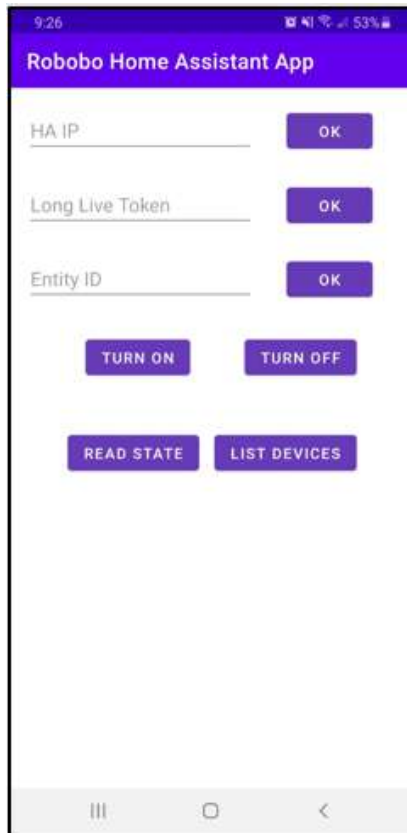 9:26 53%
Robobo Home Assistant App
HA IP OK
Long Live Token OK
Entity ID OK
TURN ON TURN OFF
READ STATE LIST DEVICES